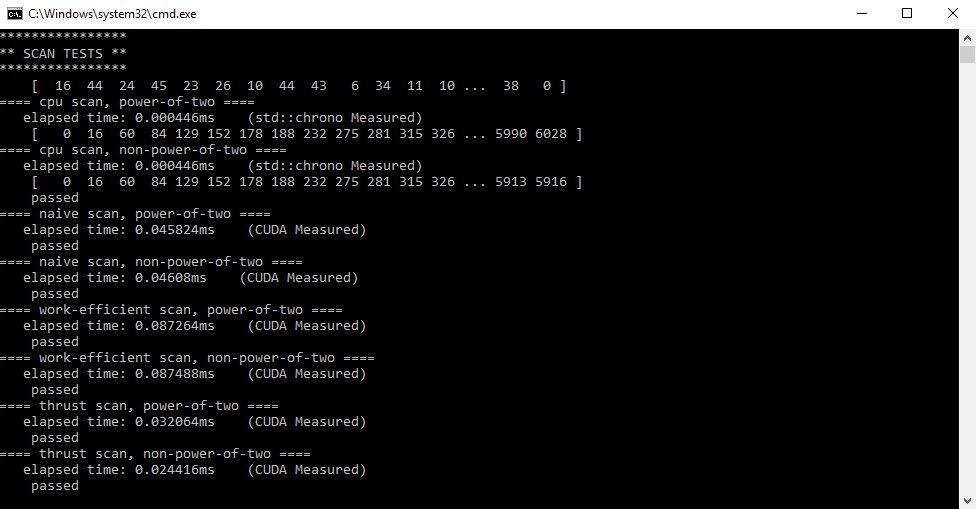 C:\Windows\system32\cmd.exe
****************
** SCAN TESTS **
****************
    [  16  44  24  45  23  26  10  44  43   6  34  11  10 ...  38   0 ]
==== cpu scan, power-of-two ====
   elapsed time: 0.000446ms    (std::chrono Measured)
    [   0  16  60  84 129 152 178 188 232 275 281 315 326 ... 5990 6028 ]
==== cpu scan, non-power-of-two ====
   elapsed time: 0.000446ms    (std::chrono Measured)
    [   0  16  60  84 129 152 178 188 232 275 281 315 326 ... 5913 5916 ]
    passed
==== naive scan, power-of-two ====
   elapsed time: 0.045824ms    (CUDA Measured)
    passed
==== naive scan, non-power-of-two ====
   elapsed time: 0.04608ms    (CUDA Measured)
    passed
==== work-efficient scan, power-of-two ====
   elapsed time: 0.087264ms    (CUDA Measured)
    passed
==== work-efficient scan, non-power-of-two ====
   elapsed time: 0.087488ms    (CUDA Measured)
    passed
==== thrust scan, power-of-two ====
   elapsed time: 0.032064ms    (CUDA Measured)
    passed
==== thrust scan, non-power-of-two ====
   elapsed time: 0.024416ms    (CUDA Measured)
    passed